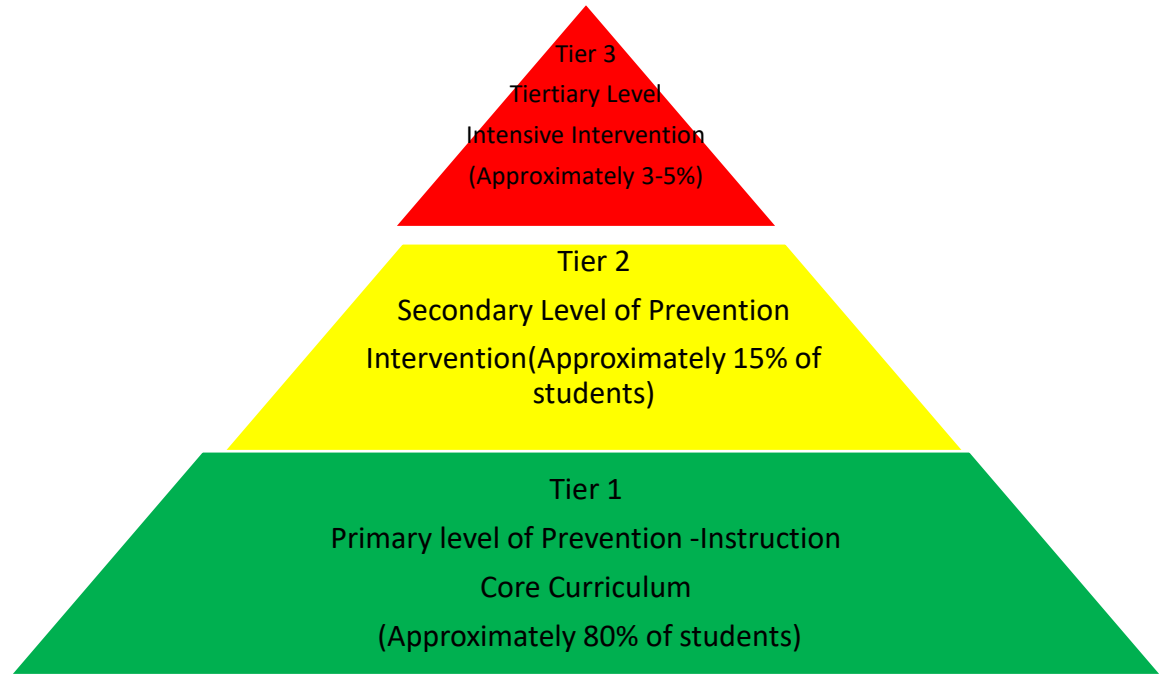 Tier 3
Tiertiary Level
Intensive Intervention
(Approximately 3-5%)
Tier 2
Secondary Level of Prevention
Intervention(Approximately 15% of
students)
Tier 1
Primary level of Prevention -Instruction
Core Curriculum
(Approximately 80% of students)